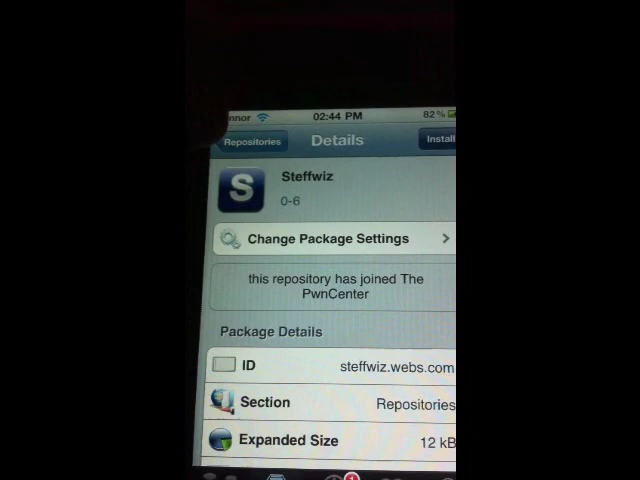 nnor 02:44 PM 82%
Repositories Details Install
S Steffwiz
0-6
Change Package Settings
this repository has joined The
PwnCenter
Package Details
ID steffwiz.webs.com
Section Repositories
Expanded Size 12 kB
1